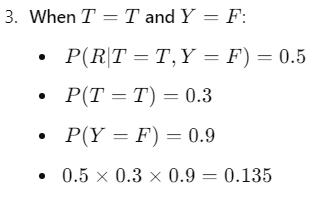 3. When T = T and Y = F:
• P(R|T = T, Y = F) = 0.5
• P(T = T) = 0.3
• P(Y = F) = 0.9
• 0.5 × 0.3 × 0.9 = 0.135